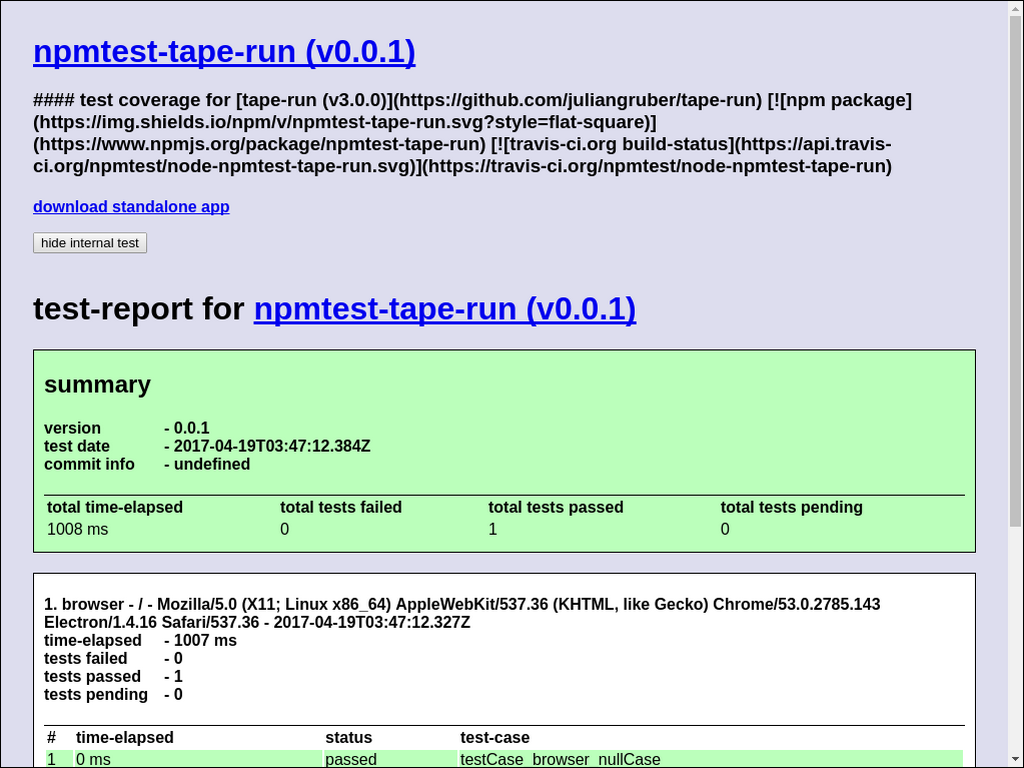 npmtest-tape-run (v0.0.1)
#### test coverage for [tape-run (v3.0.0)](https://github.com/juliangruber/tape-run) [![npm package]
(https://img.shields.io/npm/v/npmtest-tape-run.svg?style=flat-square)]
(https://www.npmjs.org/package/npmtest-tape-run) [![travis-ci.org build-status](https://api.travis-
ci.org/npmtest/node-npmtest-tape-run.svg)](https://travis-ci.org/npmtest/node-npmtest-tape-run)
download standalone app
hide internal test
test-report for npmtest-tape-run (v0.0.1)
summary
version - 0.0.1
test date - 2017-04-19T03:47:12.384Z
commit info - undefined
total time-elapsed total tests failed total tests passed total tests pending
1008 ms 0 1 0
1. browser - / - Mozilla/5.0 (X11; Linux x86_64) AppleWebKit/537.36 (KHTML, like Gecko) Chrome/53.0.2785.143
Electron/1.4.16 Safari/537.36 - 2017-04-19T03:47:12.327Z
time-elapsed - 1007 ms
tests failed - 0
tests passed - 1
tests pending - 0
# time-elapsed status test-case
1 0 ms passed testCase_browser_nullCase